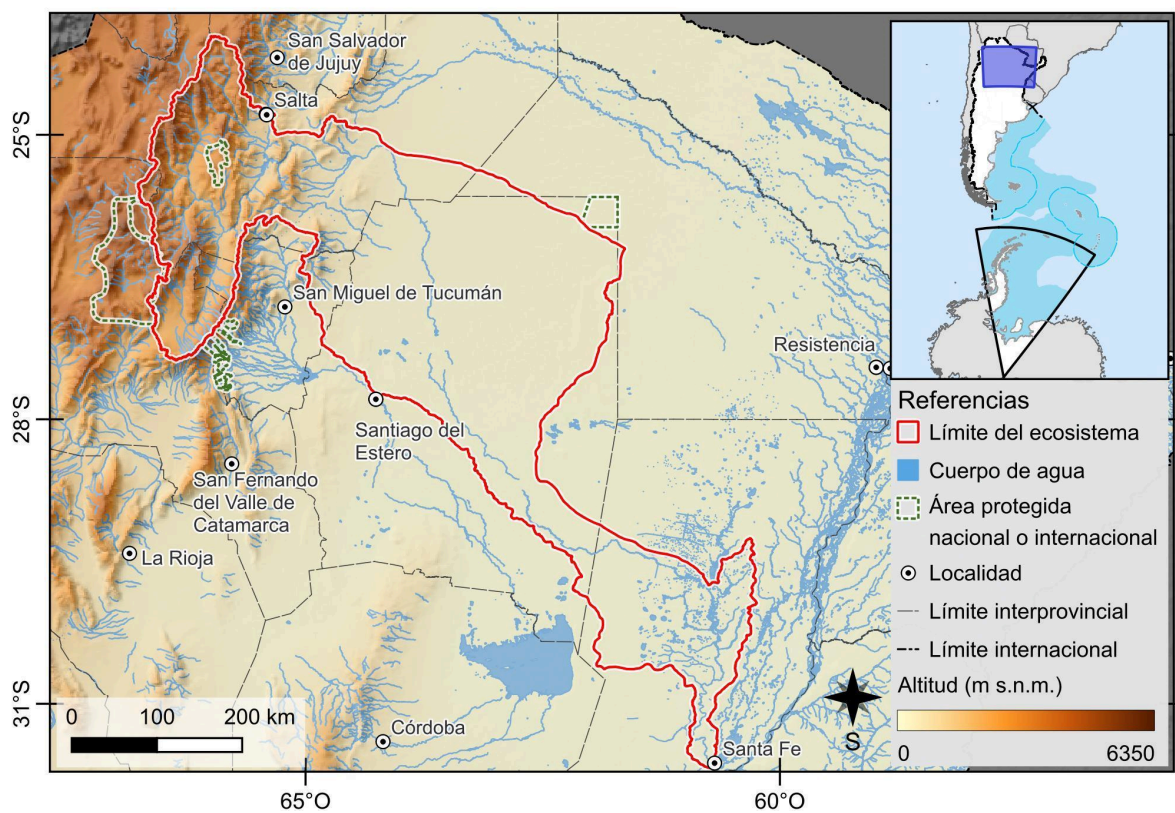 San Salvador
de Jujuy
Salta
25°S
San Miguel de Tucumán
Resistencia
28°S
Santiago del
Estero
San Fernando
del Valle de
Catamarca
La Rioja
31°S
0 100 200 km
Córdoba
Santa Fe
S
65°O
60°O
Referencias
Límite del ecosistema
Cuerpo de agua
Área protegida
nacional o internacional
Localidad
Límite interprovincial
Límite internacional
Altitud (m s.n.m.)
0 6350